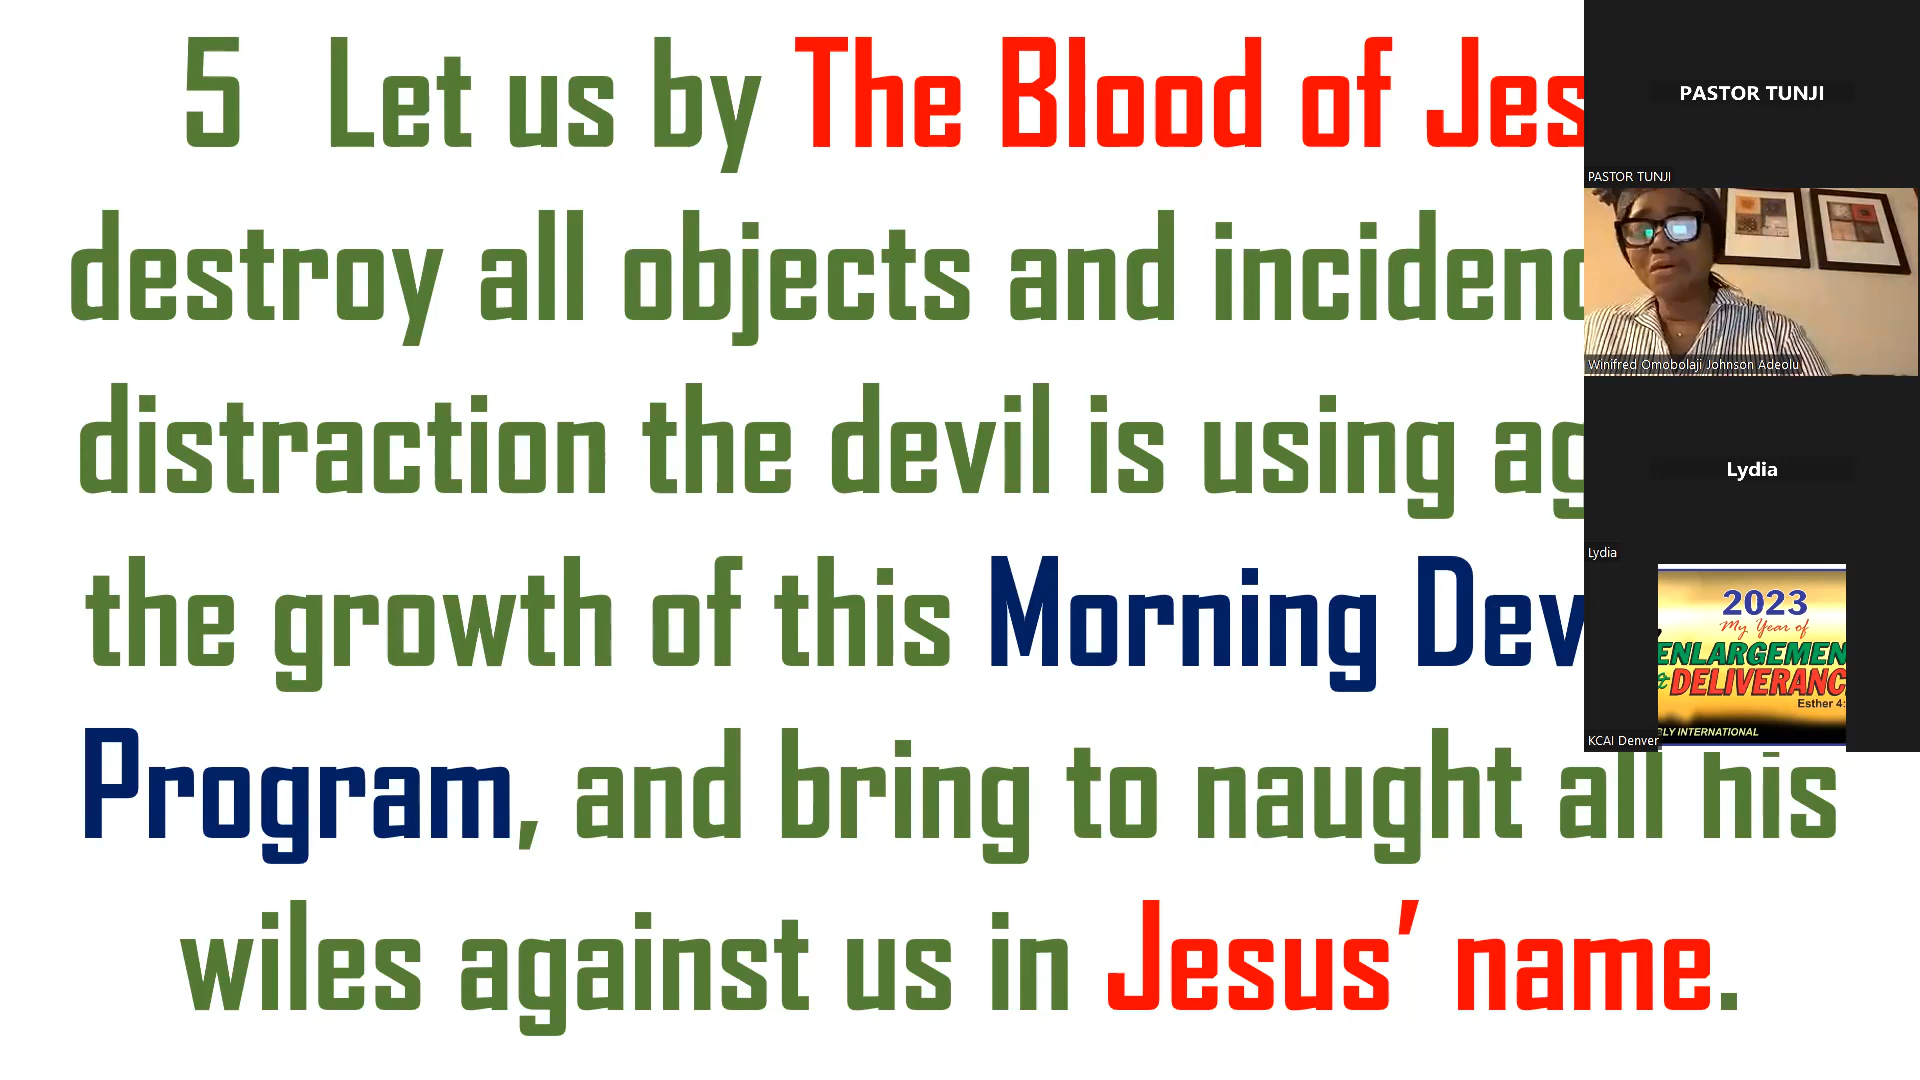 5 Let us by The Blood of Jes
destroy all objects and incidenc
distraction the devil is using ag
the growth of this Morning Dev
Program, and bring to naught all his
wiles against us in Jesus’ name.
PASTOR TUNJI
PASTOR TUNJI
Winifred Omobolaji Johnson Adeolu
Lydia
Lydia
2023
My Year of
ENLARGEMEN
& DELIVERANC
Esther 4:
BLY INTERNATIONAL
KCAI Denver